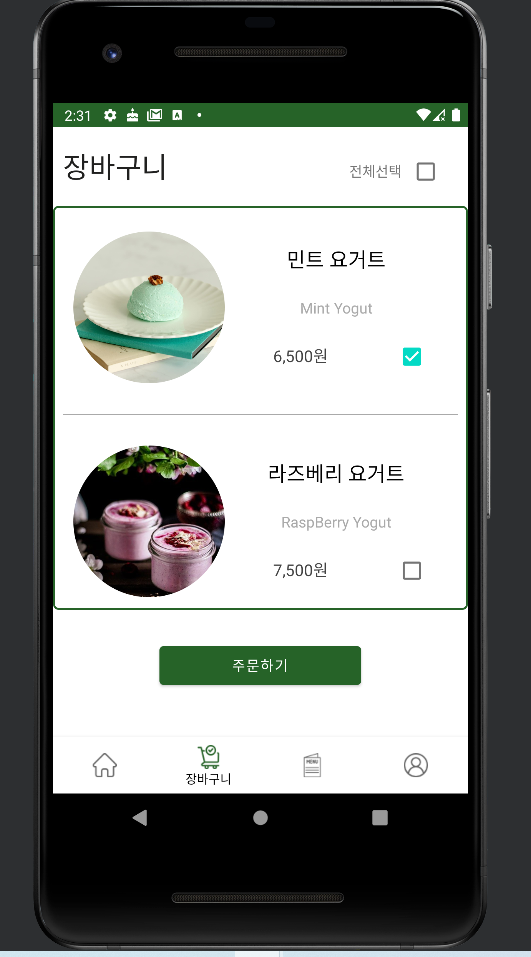 2:31
장바구니
전체선택
민트 요거트
Mint Yogut
6,500원
라즈베리 요거트
RaspBerry Yogut
7,500원
주문하기
MENU
장바구니